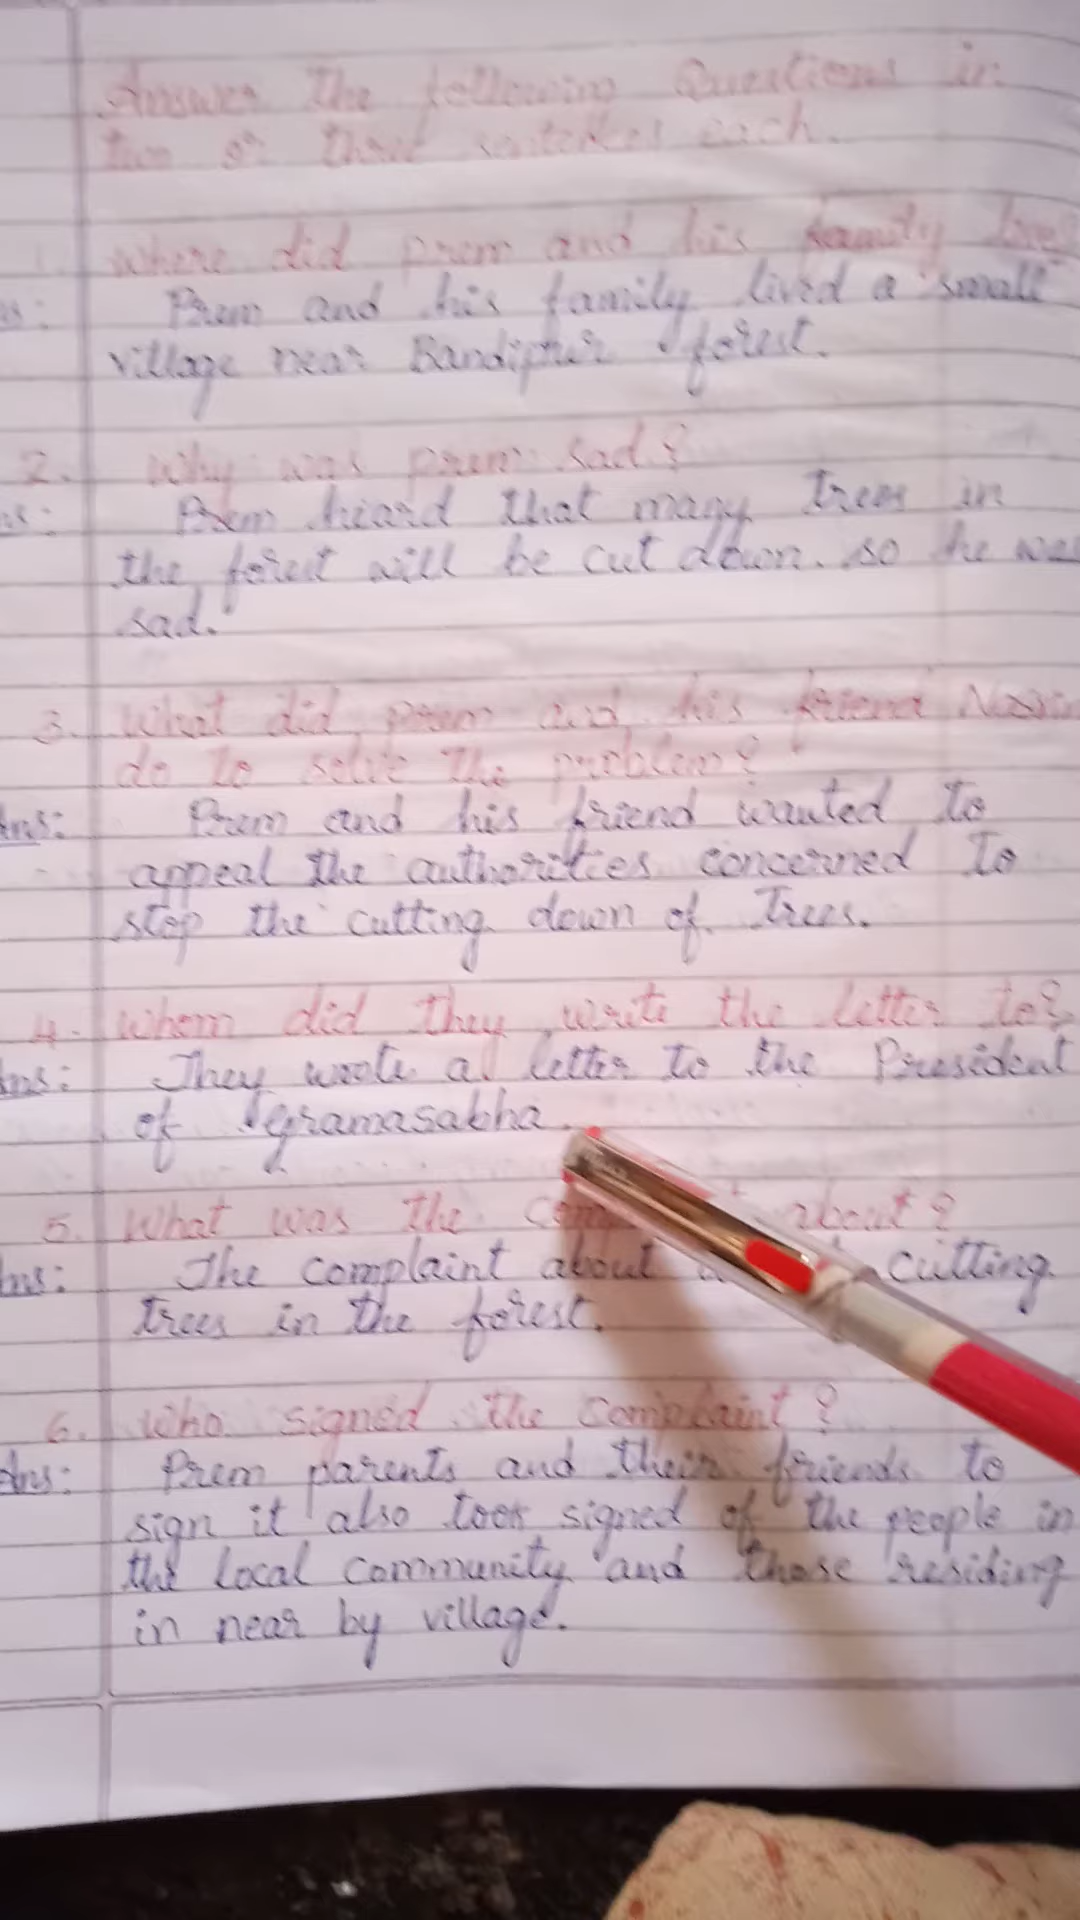 Answer The following Questions in
two or three sentences each.
1. where did prem and his family live
Ans: Prem and his family lived a small
village near Bandiphur forest.
2. Why was prem sad?
Ans: Prem heard that many Trees in
the forest will be cut down. so he was
sad.
3. What did prem and his friend
do to solve the problem?
Ans: Prem and his friend wanted to
appeal the authorities concerned To
stop the cutting down of Trees.
4. Whom did they write the letter to?
Ans: They wrote a letter to the President
of gramasabha.
5. What was the about?
Ans: The complaint about cutting
trees in the forest.
6. Who signed the complaint?
Ans: Prem parents and their friends to
sign it also took signed of the people in
the local community and those residing
in near by village.